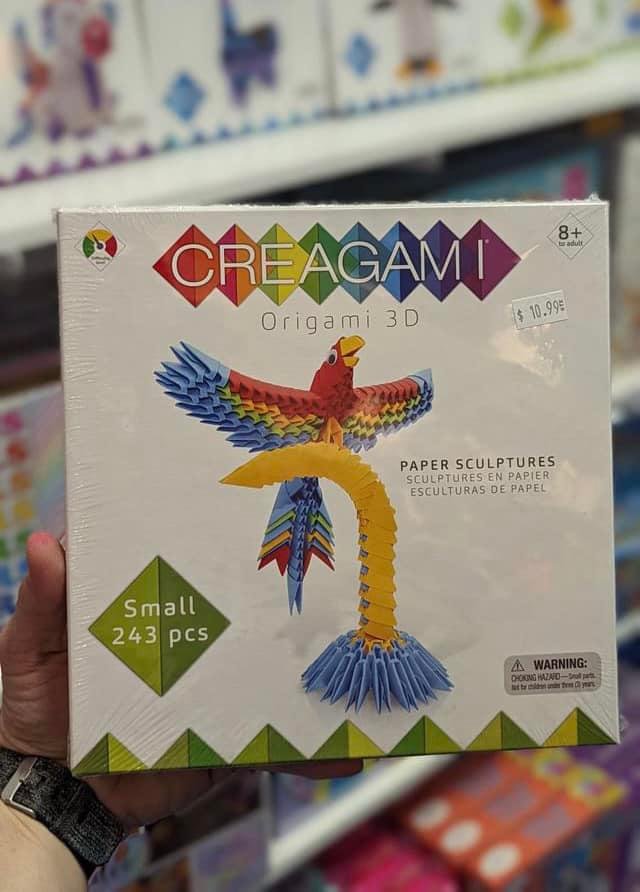 CREAGAMI®
8+
to adult
Origami 3D
$ 10.99
PAPER SCULPTURES
SCULPTURES EN PAPIER
ESCULTURAS DE PAPEL
Small
243 pcs
WARNING:
CHOKING HAZARD—Small parts.
Not for children under three (3) years.